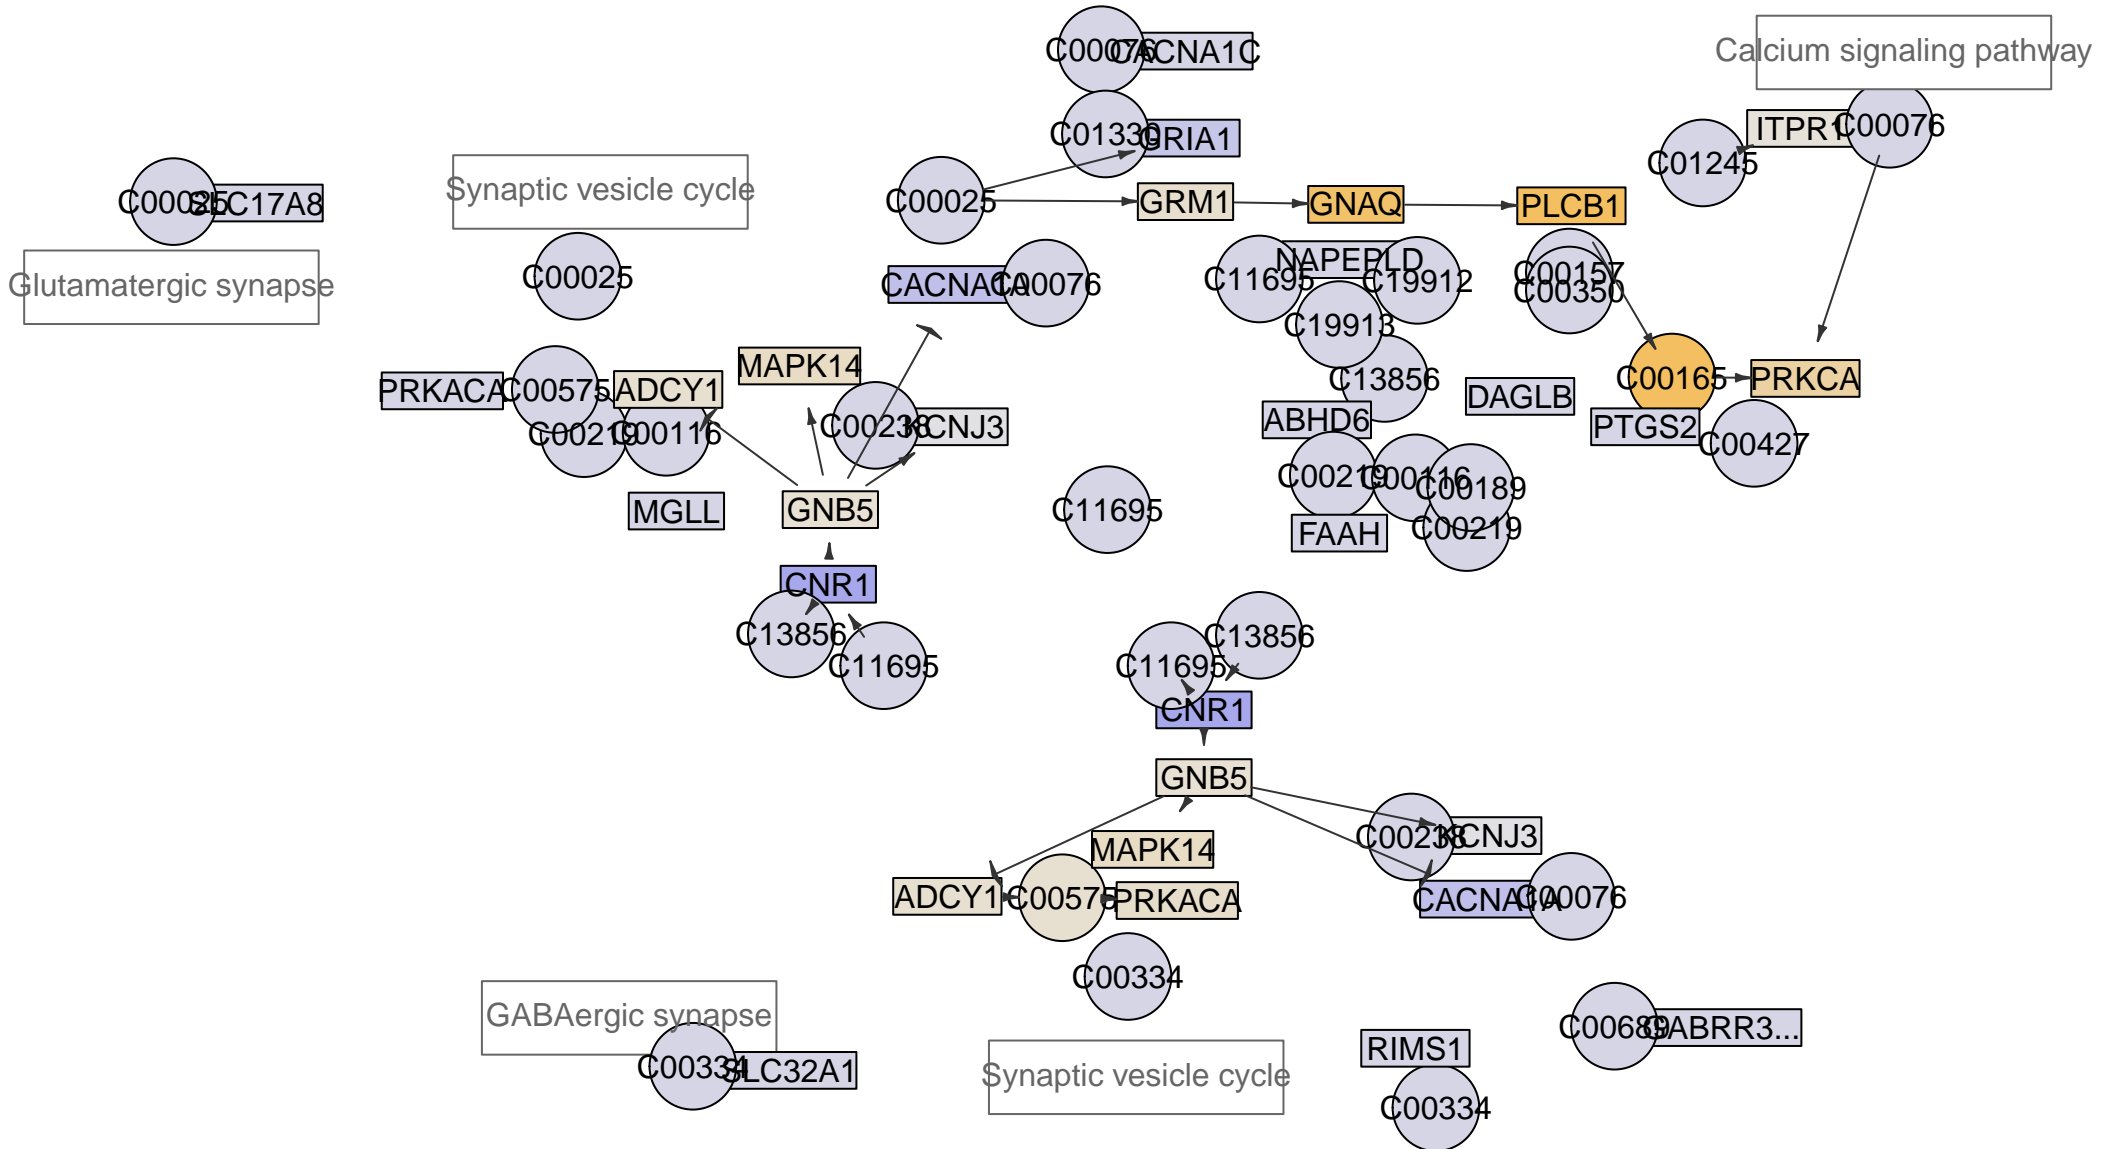 C00076
CACNA1C
Calcium signaling pathway
C01330
GRIA1
ITPR1
C00076
C01245
C00025
SLC17A8
Synaptic vesicle cycle
C00025
GRM1
GNAQ
PLCB1
Glutamatergic synapse
C00025
CACNA1A
C00076
C11695
NAPEPLD
C19912
C00157
C00350
C19913
PRKACA
C00575
ADCY1
MAPK14
C13856
DAGLB
C00165
PRKCA
C00219
C00116
C00238
KCNJ3
ABHD6
PTGS2
C00427
C00219
C00116
C00189
MGLL
GNB5
C11695
FAAH
C00219
CNR1
C13856
C11695
C11695
C13856
CNR1
GNB5
MAPK14
C00238
KCNJ3
ADCY1
C00575
PRKACA
CACNA1A
C00076
C00334
GABAergic synapse
C00334
SLC32A1
Synaptic vesicle cycle
RIMS1
C00334
C00689
GABRR3...